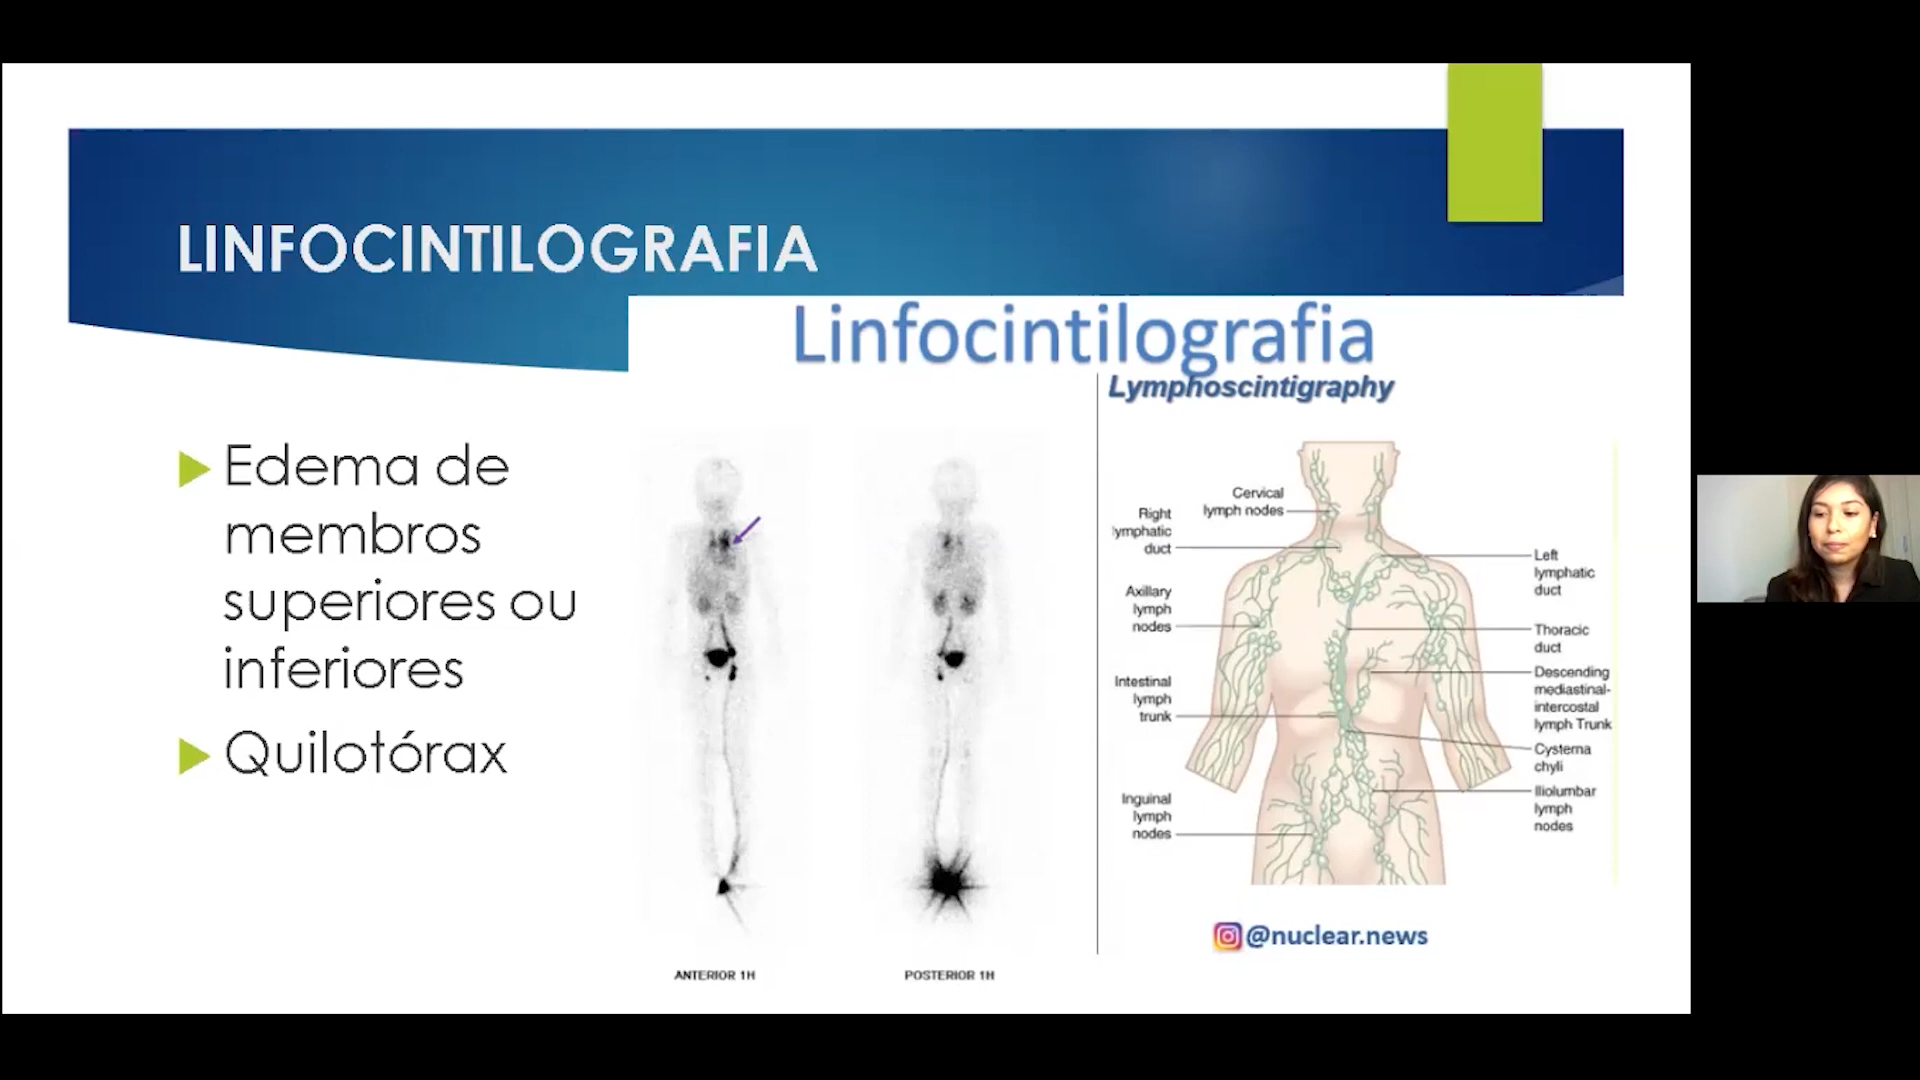 LINFOCINTILOGRAFIA
Linfocintilografia
Lymphoscintigraphy
Edema de
membros
superiores ou
inferiores
Quilotórax
Cervical
lymph nodes
Right
lymphatic
duct
Axillary
lymph
nodes
Intestinal
lymph
trunk
Inguinal
lymph
nodes
Left
lymphatic
duct
Thoracic
duct
Descending
mediastinal-
intercostal
lymph Trunk
Cysterna
chyli
Iliolumbar
lymph
nodes
@nuclear.news
ANTERIOR 1H
POSTERIOR 1H